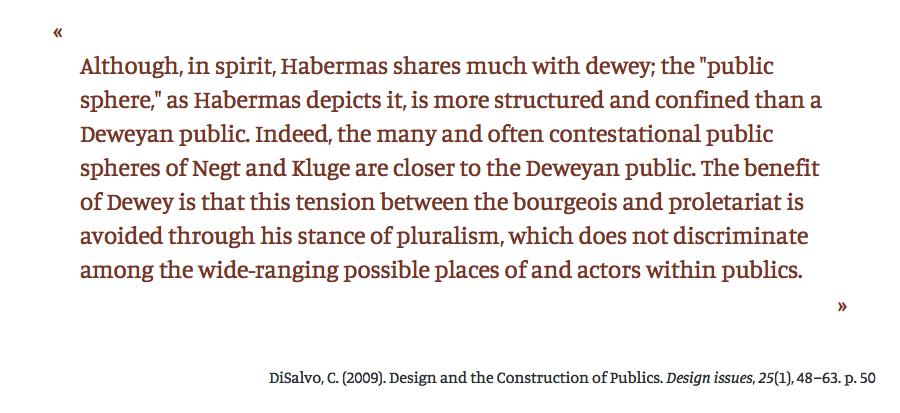 «
Although, in spirit, Habermas shares much with dewey; the "public
sphere," as Habermas depicts it, is more structured and confined than a
Deweyan public. Indeed, the many and often contestational public
spheres of Negt and Kluge are closer to the Deweyan public. The benefit
of Dewey is that this tension between the bourgeois and proletariat is
avoided through his stance of pluralism, which does not discriminate
among the wide-ranging possible places of and actors within publics.
»
DiSalvo, C. (2009). Design and the Construction of Publics. Design issues, 25(1), 48–63. p. 50